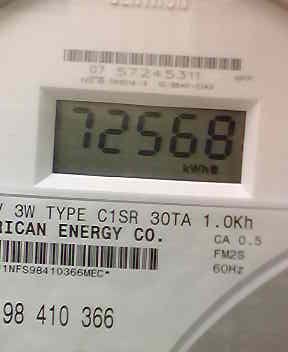 07 57245311
72568
kWh
V 3W TYPE C1SR 30TA 1.0Kh
RICAN ENERGY CO.
CA 0.5
FM2S
60Hz
1NFS98410366MEC*
98 410 366